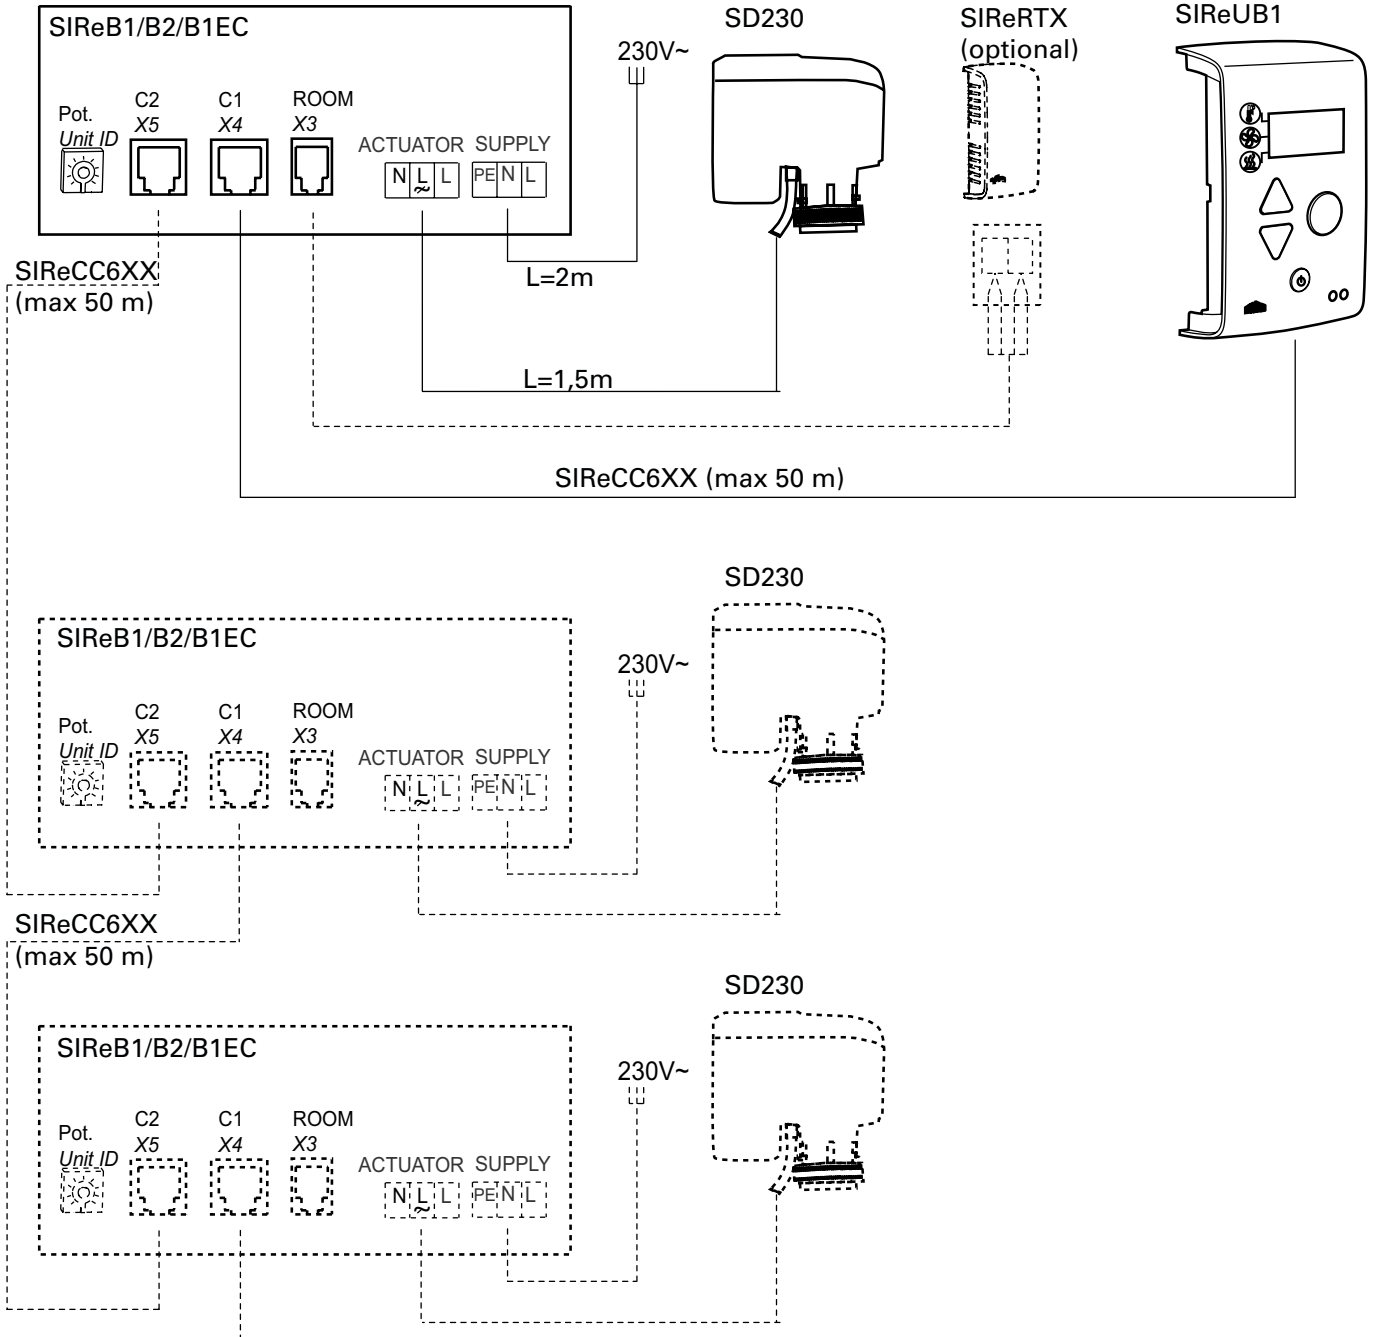 SIReB1/B2/B1EC
SD230
SIReRTX
(optional)
SIReUB1
230V~
Pot.
Unit ID
C2
X5
C1
X4
ROOM
X3
ACTUATOR SUPPLY
N L L PE N L
~
SIReCC6XX
(max 50 m)
L=2m
L=1,5m
SIReCC6XX (max 50 m)
SD230
SIReB1/B2/B1EC
230V~
Pot.
Unit ID
C2
X5
C1
X4
ROOM
X3
ACTUATOR SUPPLY
N L L PE N L
~
SIReCC6XX
(max 50 m)
SD230
SIReB1/B2/B1EC
230V~
Pot.
Unit ID
C2
X5
C1
X4
ROOM
X3
ACTUATOR SUPPLY
N L L PE N L
~